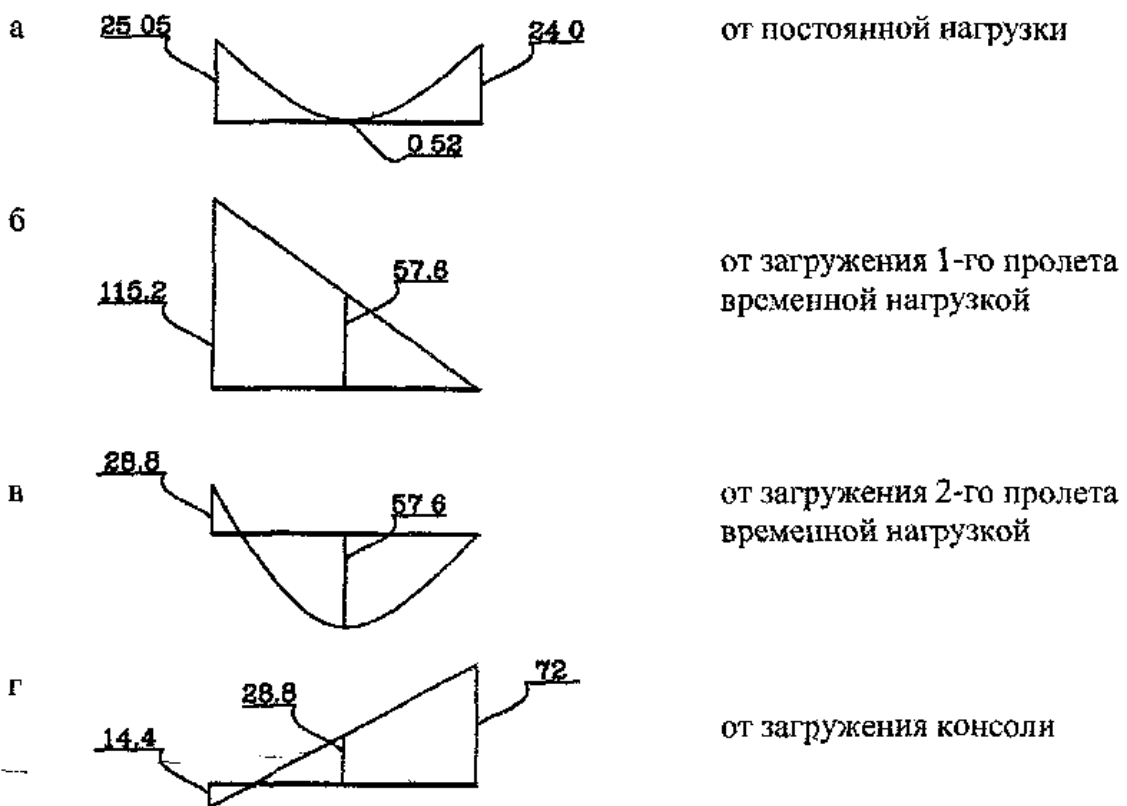 а
25 05
24 0
0 52
от постоянной нагрузки
б
115.2
57.6
от загружения 1-го пролета
временной нагрузкой
в
28.8
57 6
от загружения 2-го пролета
временной нагрузкой
г
14.4
28.8
72
от загружения консоли